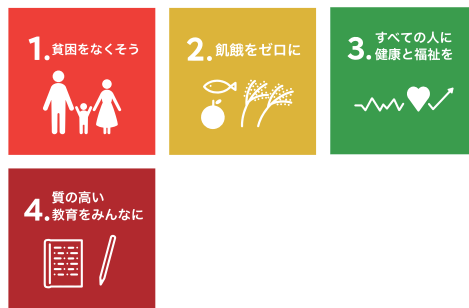 1. 貧困をなくそう
2. 飢餓をゼロに
3. すべての人に
健康と福祉を
4. 質の高い
教育をみんなに